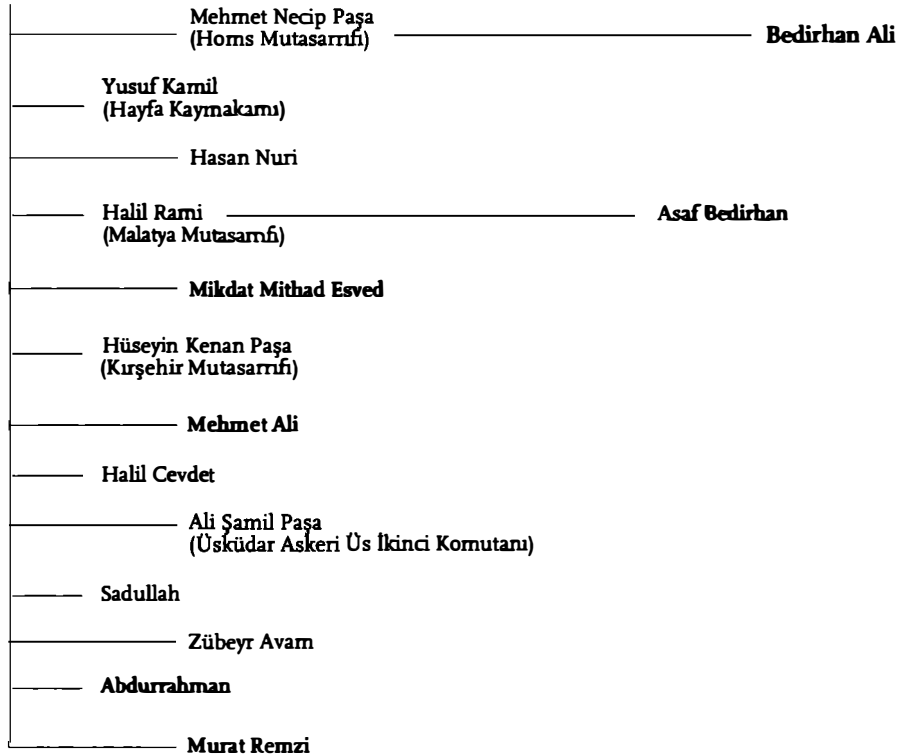 Mehmet Necip Paşa
(Homs Mutasarrıfı)
Bedirhan Ali
Yusuf Kamil
(Hayfa Kaymakamı)
Hasan Nuri
Halil Rami
(Malatya Mutasarrıfı)
Asaf Bedirhan
Mikdat Mithad Esved
Hüseyin Kenan Paşa
(Kırşehir Mutasarrıfı)
Mehmet Ali
Halil Cevdet
Ali Şamil Paşa
(Üsküdar Askeri Üs İkinci Komutanı)
Sadullah
Zübeyr Avam
Abdurrahman
Murat Remzi